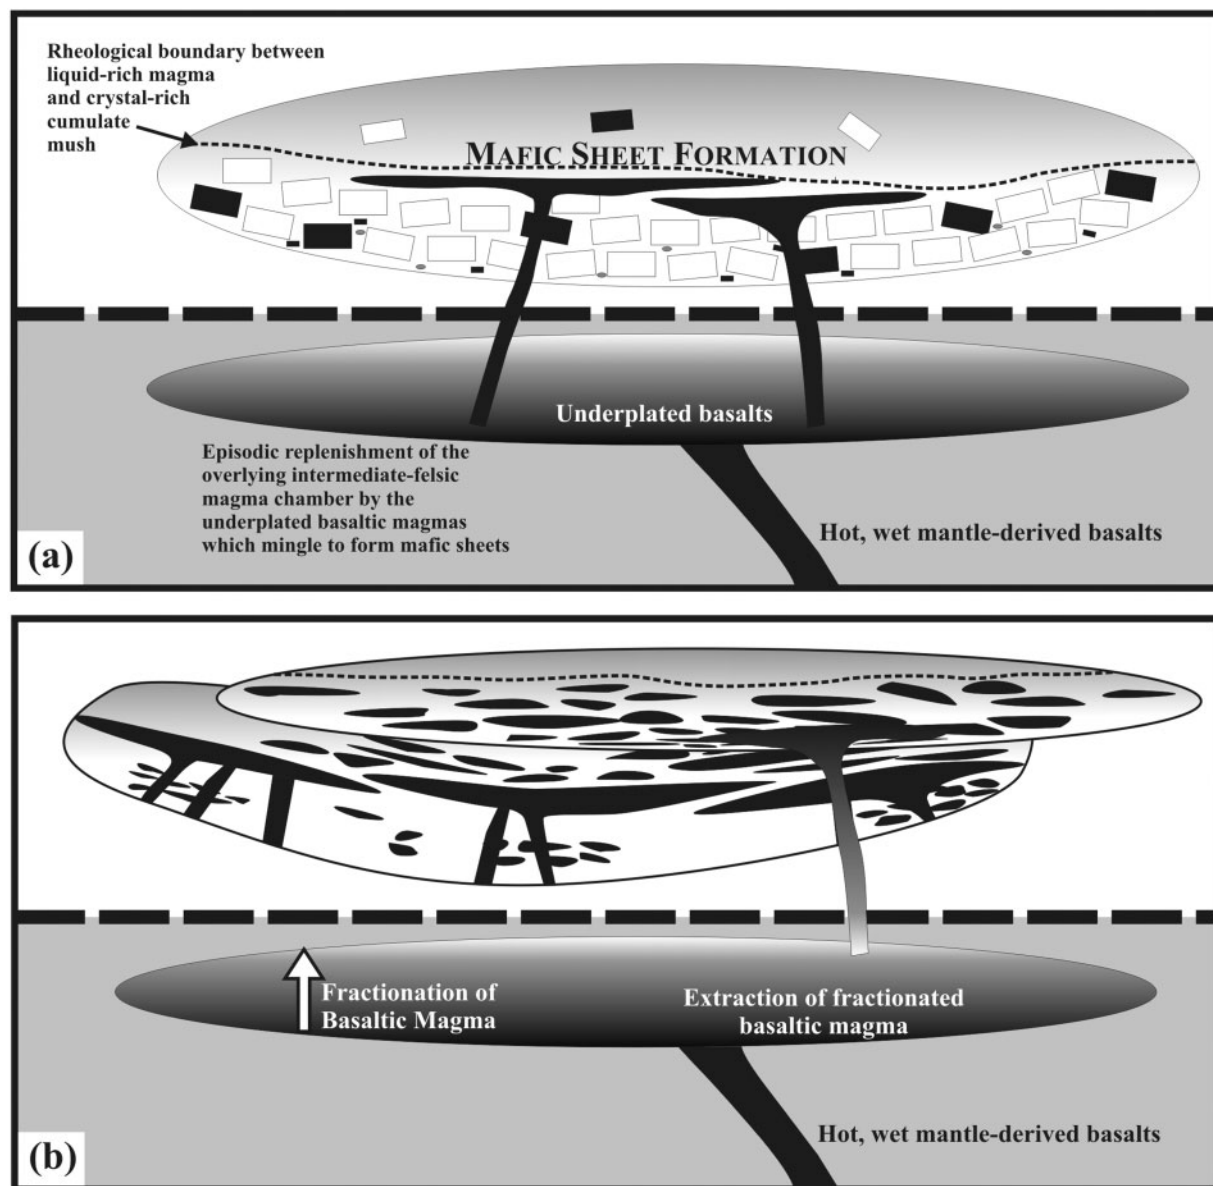 Rheological boundary between
liquid-rich magma
and crystal-rich
cumulate
mush
MAFIC SHEET FORMATION
Underplated basalts
Episodic replenishment of the
overlying intermediate-felsic
magma chamber by the
underplated basaltic magmas
which mingle to form mafic sheets
Hot, wet mantle-derived basalts
(a)
Fractionation of
Basaltic Magma
Extraction of fractionated
basaltic magma
Hot, wet mantle-derived basalts
(b)